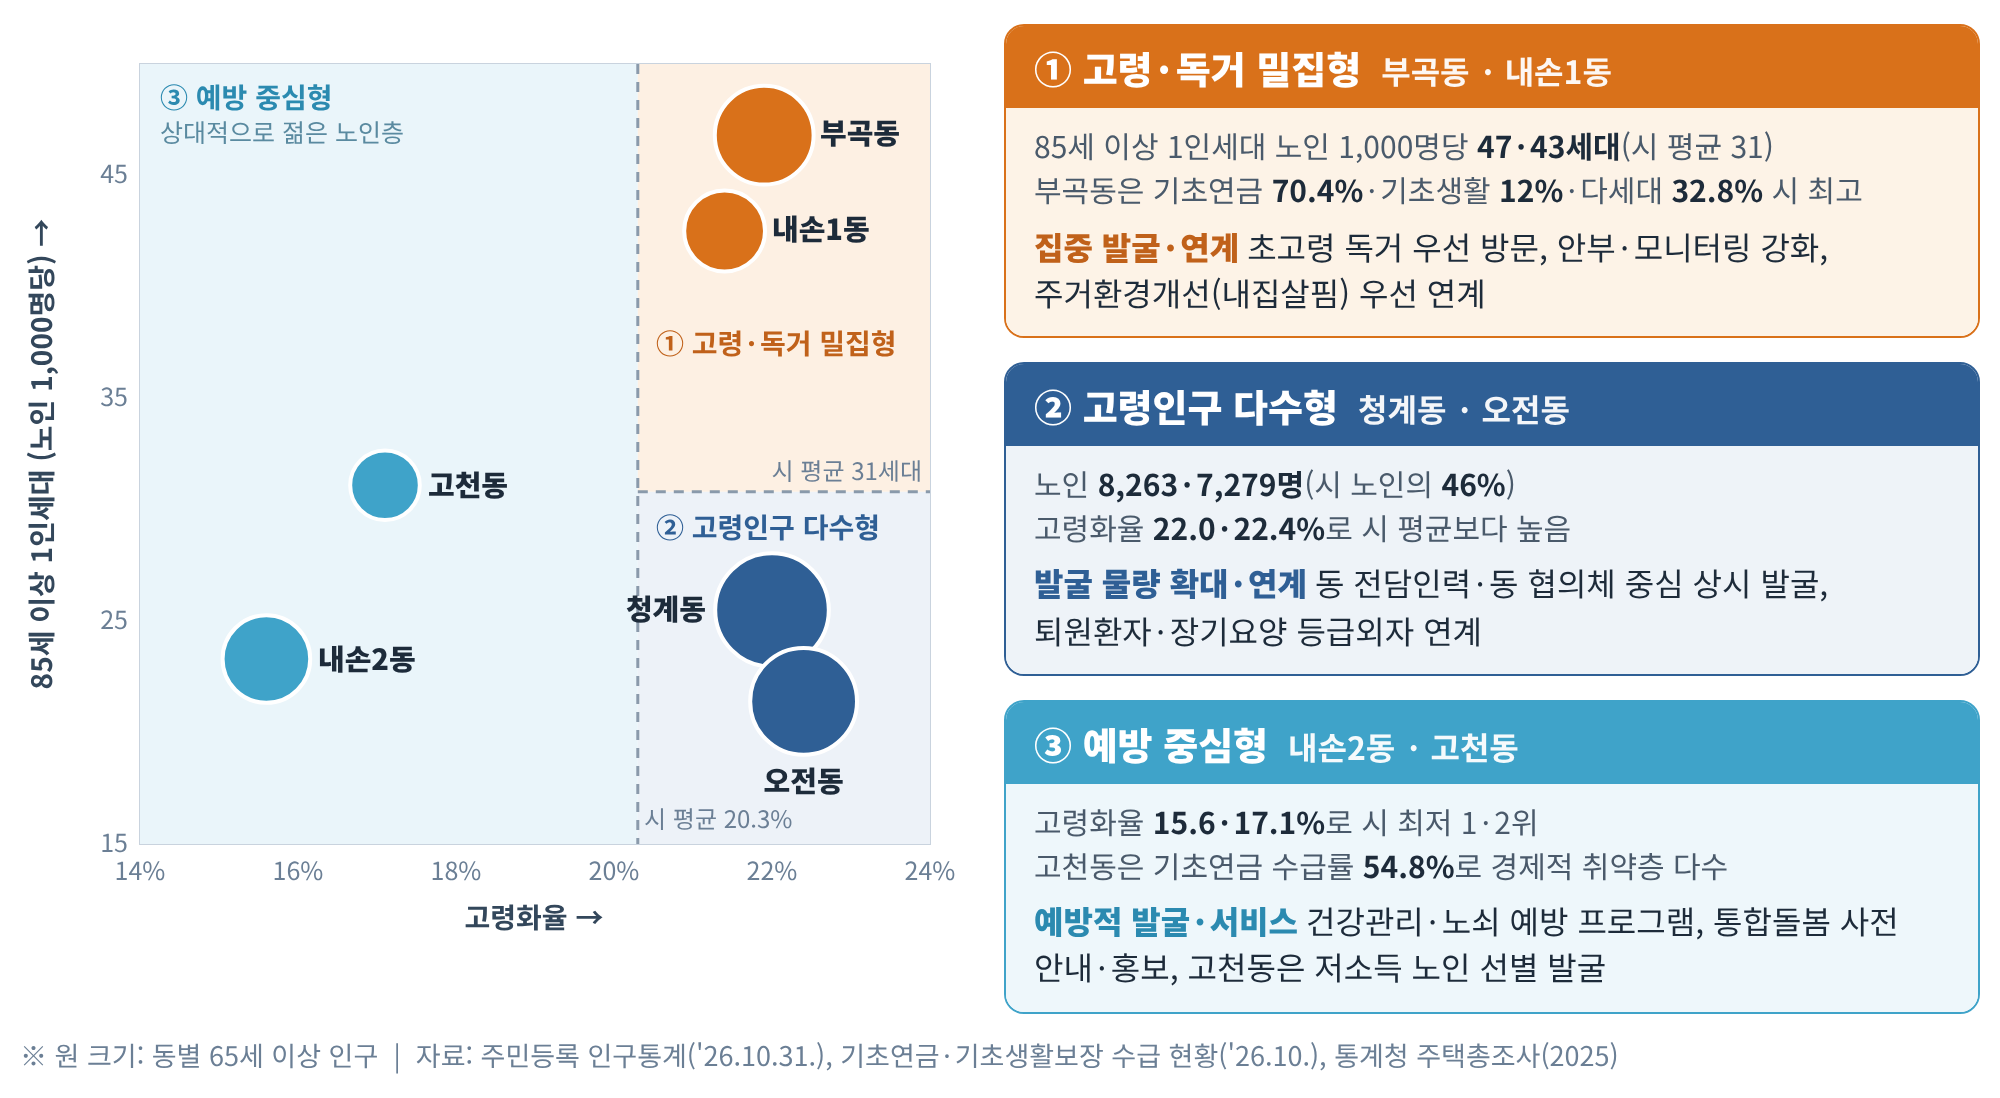 ③ 예방 중심형
상대적으로 젊은 노인층
부곡동
내손1동
① 고령·독거 밀집형
시 평균 31세대
고천동
② 고령인구 다수형
청계동
내손2동
오전동
시 평균 20.3%
45
35
25
15
14%
16%
18%
20%
22%
24%
고령화율 →
85세 이상 1인세대 (노인 1,000명당) →
① 고령·독거 밀집형 부곡동 · 내손1동
85세 이상 1인세대 노인 1,000명당 47·43세대(시 평균 31)
부곡동은 기초연금 70.4%·기초생활 12%·다세대 32.8% 시 최고
집중 발굴·연계 초고령 독거 우선 방문, 안부·모니터링 강화,
주거환경개선(내집살핌) 우선 연계
② 고령인구 다수형 청계동 · 오전동
노인 8,263·7,279명(시 노인의 46%)
고령화율 22.0·22.4%로 시 평균보다 높음
발굴 물량 확대·연계 동 전담인력·동 협의체 중심 상시 발굴,
퇴원환자·장기요양 등급외자 연계
③ 예방 중심형 내손2동 · 고천동
고령화율 15.6·17.1%로 시 최저 1·2위
고천동은 기초연금 수급률 54.8%로 경제적 취약층 다수
예방적 발굴·서비스 건강관리·노쇠 예방 프로그램, 통합돌봄 사전
안내·홍보, 고천동은 저소득 노인 선별 발굴
※ 원 크기: 동별 65세 이상 인구 | 자료: 주민등록 인구통계('26.10.31.), 기초연금·기초생활보장 수급 현황('26.10.), 통계청 주택총조사(2025)